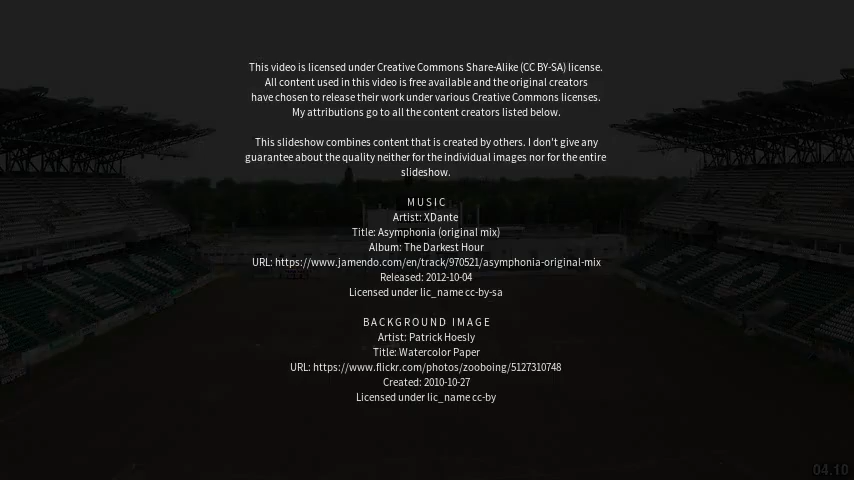 This video is licensed under Creative Commons Share-Alike (CC BY-SA) license.
All content used in this video is free available and the original creators
have chosen to release their work under various Creative Commons licenses.
My attributions go to all the content creators listed below.
This slideshow combines content that is created by others. I don't give any
guarantee about the quality neither for the individual images nor for the entire
slideshow.
MUSIC
Artist: XDante
Title: Asymphonia (original mix)
Album: The Darkest Hour
URL: https://www.jamendo.com/en/track/970521/asymphonia-original-mix
Released: 2012-10-04
Licensed under lic_name cc-by-sa
BACKGROUND IMAGE
Artist: Patrick Hoesly
Title: Watercolor Paper
URL: https://www.flickr.com/photos/zooboing/5127310748
Created: 2010-10-27
Licensed under lic_name cc-by
04.10